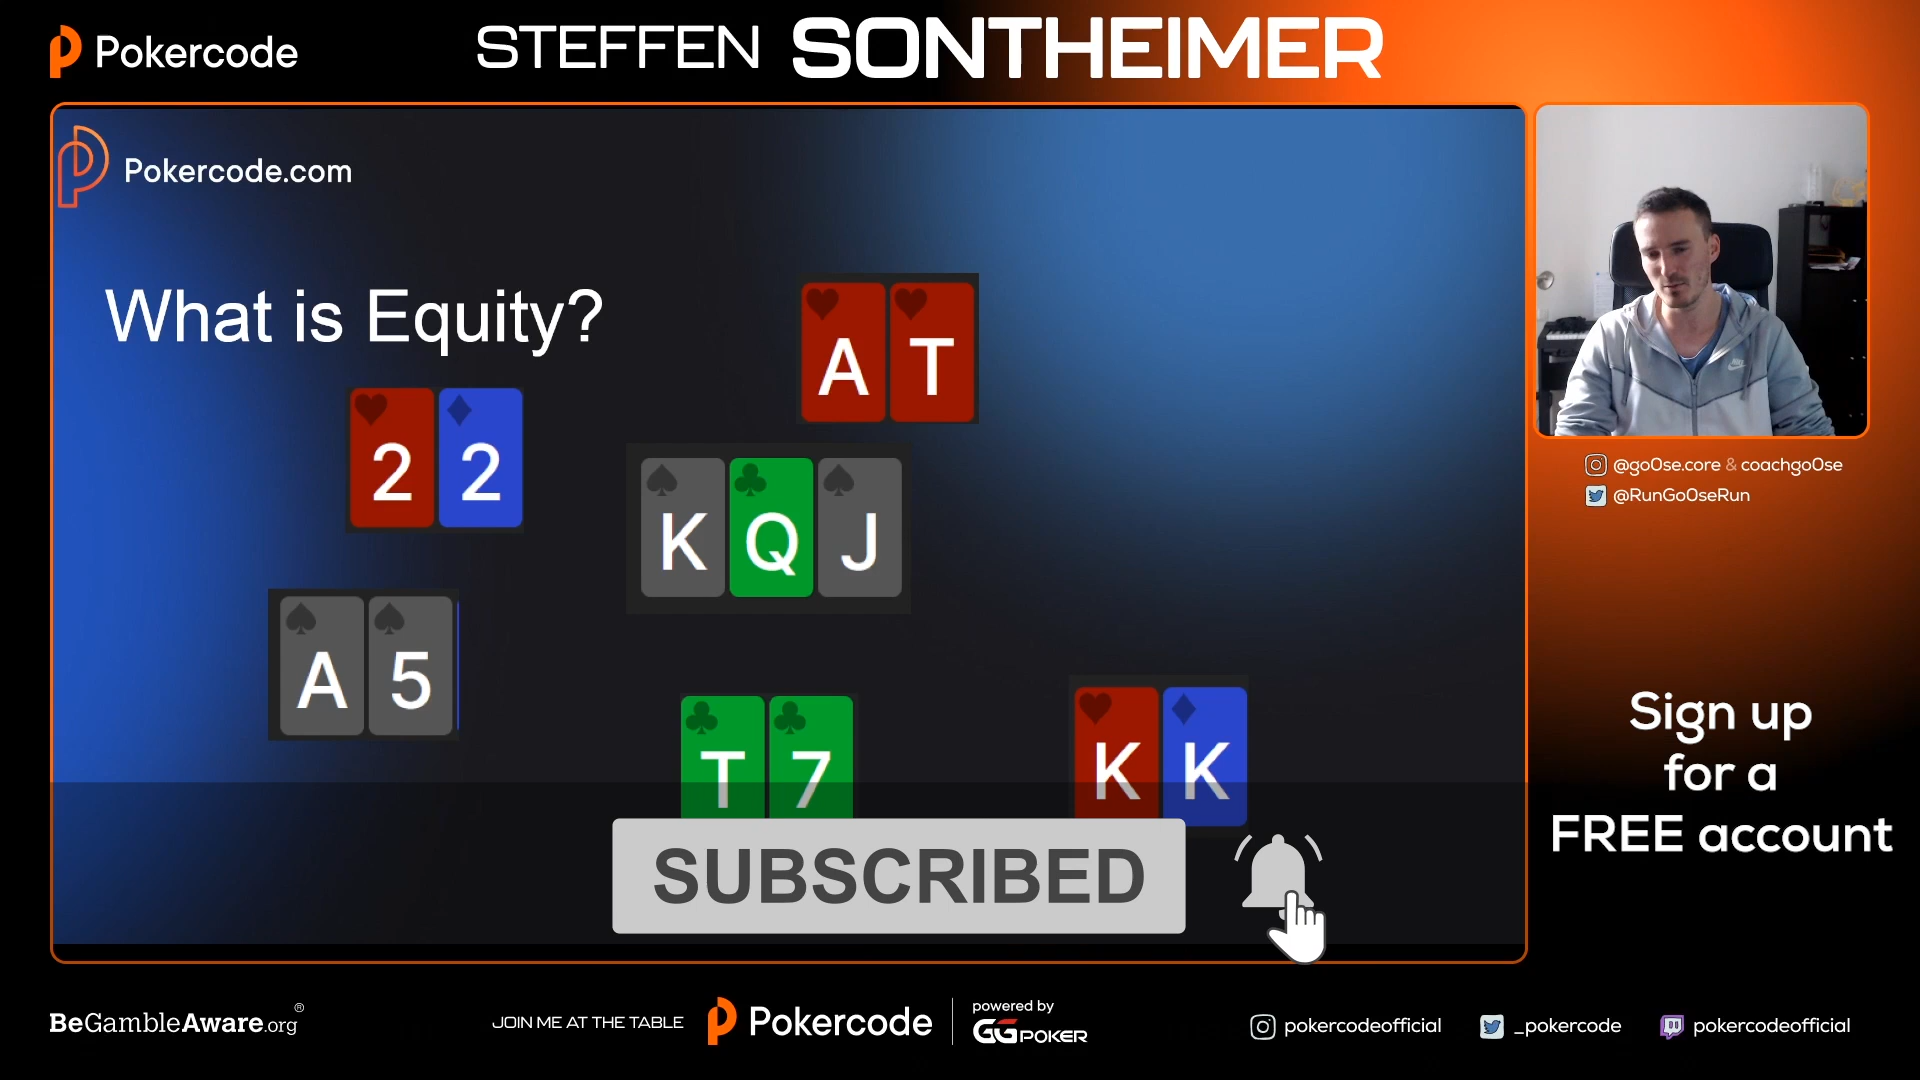 Pokercode
STEFFEN SONTHEIMER
Pokercode.com
What is Equity?
A T
2 2
K Q J
A 5
T 7
K K
SUBSCRIBED
@go0se.core & coachgo0se
@RunGo0seRun
Sign up
for a
FREE account
BeGambleAware.org®
JOIN ME AT THE TABLE
Pokercode
powered by
GGPOKER
pokercodeofficial
_pokercode
pokercodeofficial